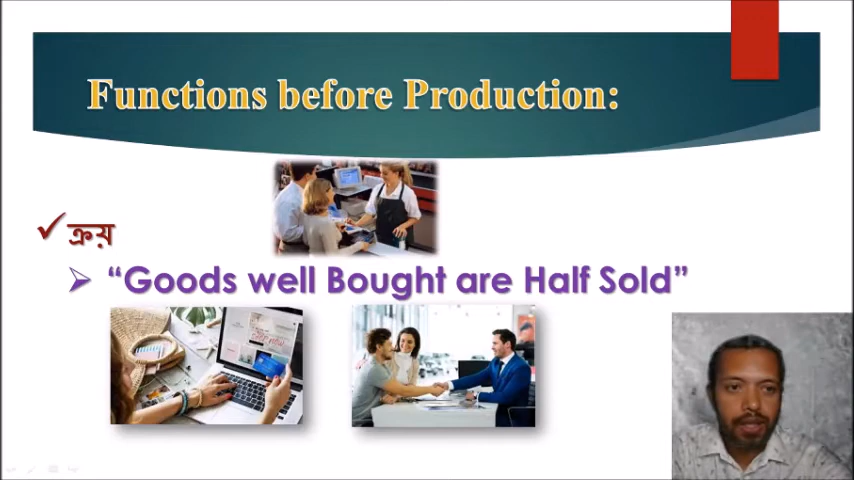 Functions before Production:
ক্রয়
“Goods well Bought are Half Sold”